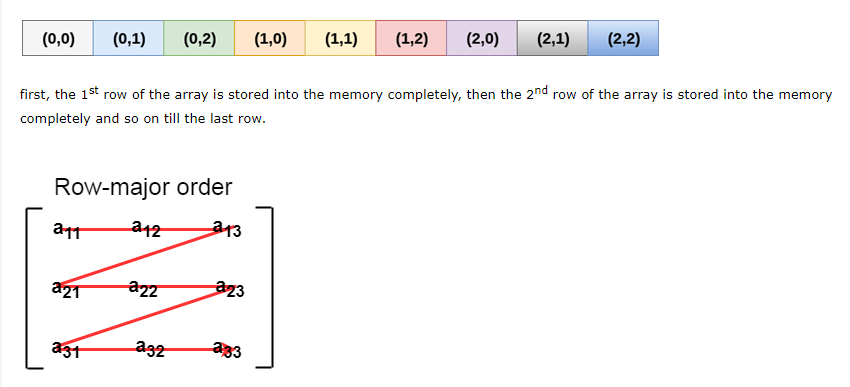 (0,0) (0,1) (0,2) (1,0) (1,1) (1,2) (2,0) (2,1) (2,2)
first, the 1st row of the array is stored into the memory completely, then the 2nd row of the array is stored into the memory
completely and so on till the last row.
Row-major order
a11 a12 a13
a21 a22 a23
a31 a32 a33